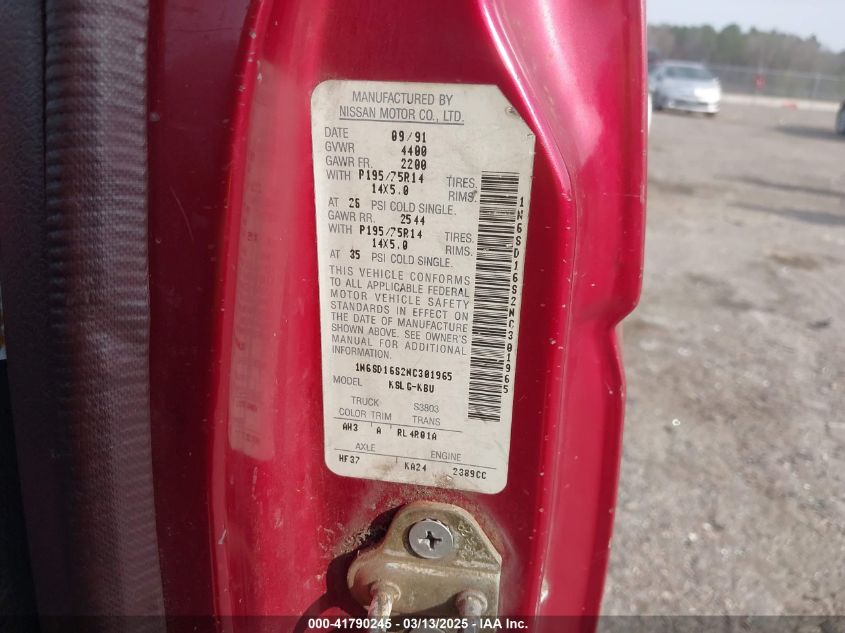 MANUFACTURED BY
NISSAN MOTOR CO., LTD.
DATE 09/91
GVWR 4400
GAWR FR. 2200
WITH P195/75R14 TIRES.
14X5.0 RIMS.
AT 26 PSI COLD SINGLE.
GAWR RR. 2544
WITH P195/75R14 TIRES.
14X5.0 RIMS.
AT 35 PSI COLD SINGLE.
THIS VEHICLE CONFORMS
TO ALL APPLICABLE FEDERAL
MOTOR VEHICLE SAFETY
STANDARDS IN EFFECT ON
THE DATE OF MANUFACTURE
SHOWN ABOVE. SEE OWNER'S
MANUAL FOR ADDITIONAL
INFORMATION.
1N6SD16S2NC301965
MODEL KSLG-KBU
TRUCK S3803
COLOR TRIM TRANS
AH3 A RL4R01A
AXLE ENGINE
HF37 KA24 2389CC
1N6SD16S2NC301965
000-41790245 - 03/13/2025 - IAA Inc.